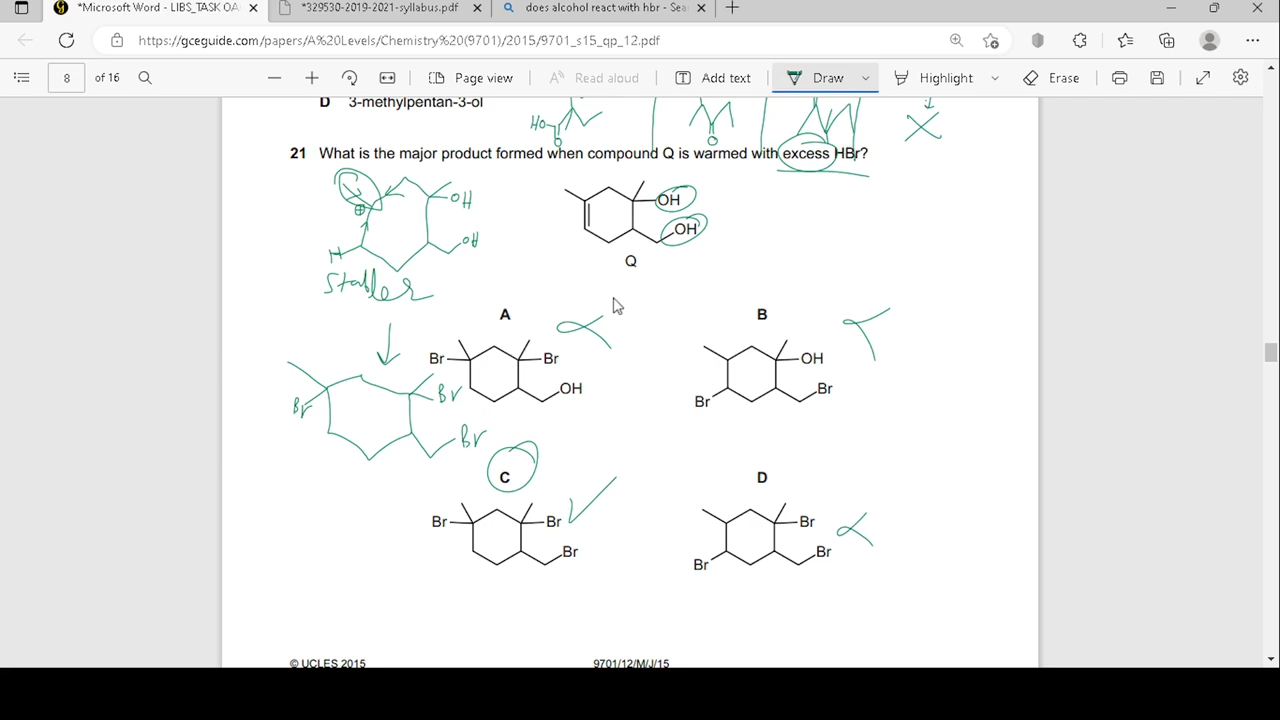 *Microsoft Word - LIBS_TASK OA
*329530-2019-2021-syllabus.pdf
does alcohol react with hbr - Sea
https://gceguide.com/papers/A%20Levels/Chemistry%20(9701)/2015/9701_s15_qp_12.pdf
8 of 16
Page view
Read aloud
Add text
Draw
Highlight
Erase
D 3-methylpentan-3-ol
HO
O
O
21 What is the major product formed when compound Q is warmed with excess HBr?
OH
OH
OH
OH
H
Q
Stabler
A
B
Br
Br
OH
OH
Br
Br
Br
Br
Br
C
D
Br
Br
Br
Br
Br
Br
© UCLES 2015
9701/12/M/J/15